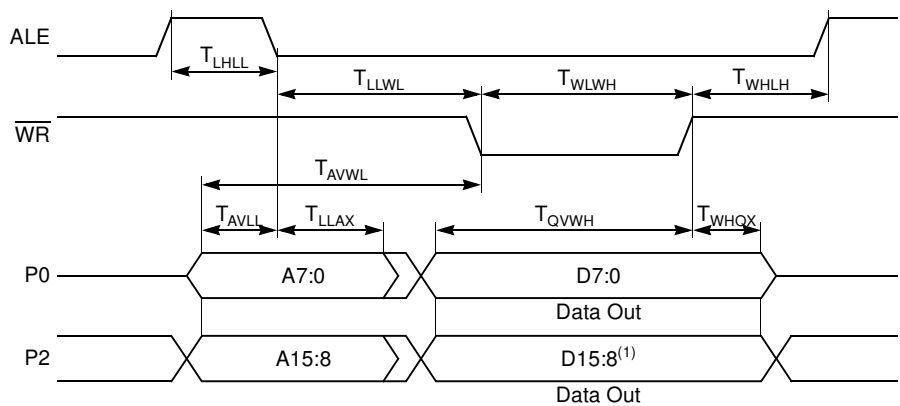 ALE
T_LHLL
T_LLWL T_WLWH T_WHLH
W̅R̅
T_AVWL
T_AVLL T_LLAX T_QVWH T_WHQX
P0 A7:0 D7:0
Data Out
P2 A15:8 D15:8(1)
Data Out